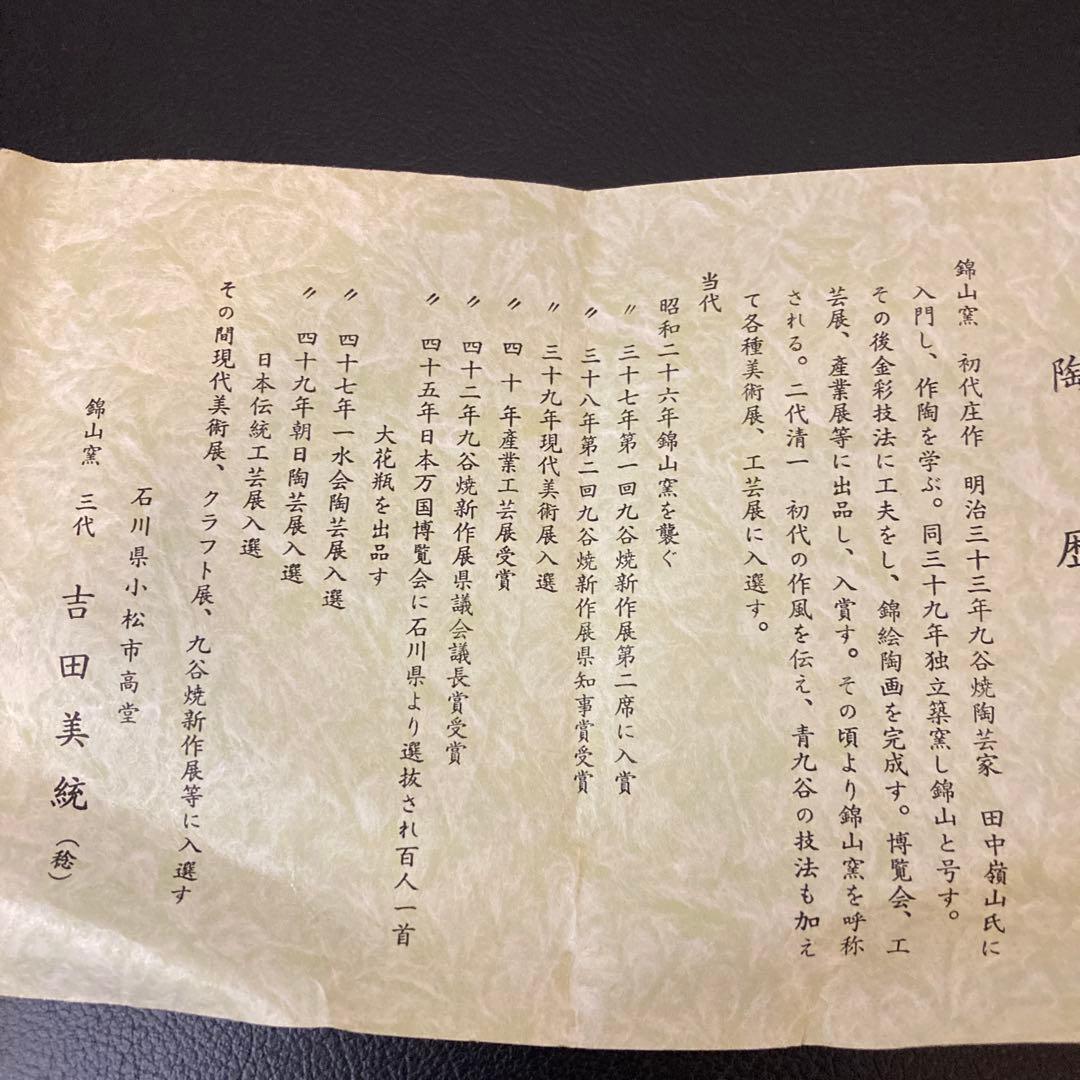 陶歴
錦山窯　初代庄作　明治三十三年九谷焼陶芸家　田中嶺山氏に
入門し、作陶を学ぶ。同三十九年独立築窯し錦山と号す。
その後金彩技法に工夫をし、錦絵陶画を完成す。博覧会、工
芸展、産業展等に出品し、入賞す。その頃より錦山窯を呼称
される。二代清一　初代の作風を伝え、青九谷の技法も加え
て各種美術展、工芸展に入選す。
当代
昭和二十六年錦山窯を襲ぐ
〃　三十七年第一回九谷焼新作展第二席に入賞
〃　三十八年第二回九谷焼新作展県知事賞受賞
〃　三十九年現代美術展入選
〃　四十年産業工芸展受賞
〃　四十二年九谷焼新作展県議会議長賞受賞
〃　四十五年日本万国博覧会に石川県より選抜され百人一首
大花瓶を出品す
〃　四十七年一水会陶芸展入選
〃　四十九年朝日陶芸展入選
日本伝統工芸展入選
その間現代美術展、クラフト展、九谷焼新作展等に入選す
石川県小松市高堂
錦山窯　三代　吉田美統（稔）